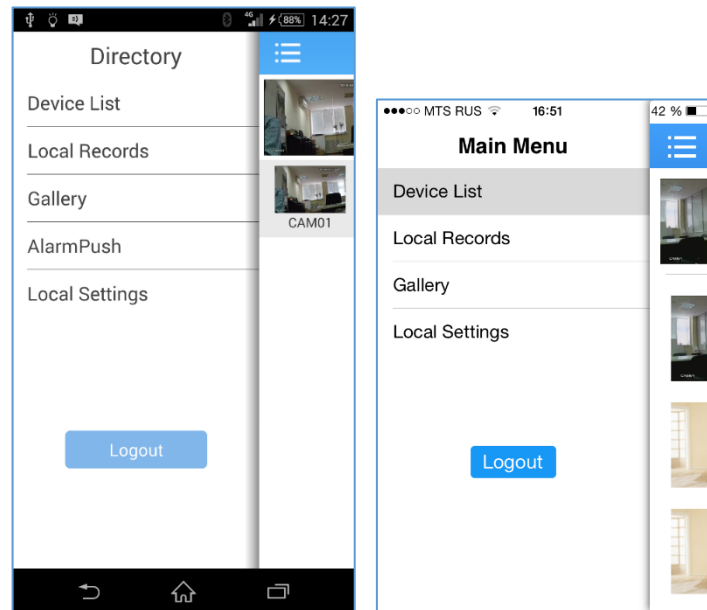 4G 88% 14:27
Directory
Device List
Local Records
Gallery
AlarmPush
Local Settings
Logout
CAM01
MTS RUS 16:51 42 %
Main Menu
Device List
Local Records
Gallery
Local Settings
Logout